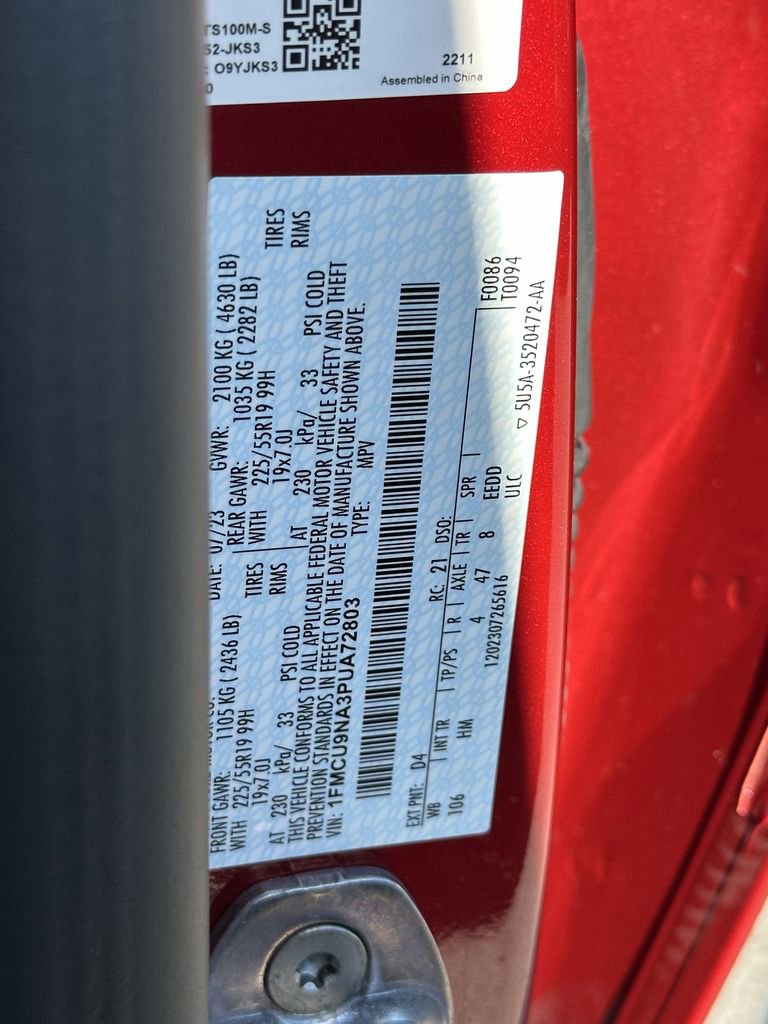 TS100M-S
52-JKS3
: O9YJKS3
0
2211
Assembled in China
DATE: 07/23 GVWR: 2100 KG ( 4630 LB)
FRONT GAWR: 1105 KG ( 2436 LB) REAR GAWR: 1035 KG ( 2282 LB)
WITH 225/55R19 99H TIRES WITH 225/55R19 99H TIRES
19x7.0J RIMS 19x7.0J RIMS
AT 230 kPa/ 33 PSI COLD AT 230 kPa/ 33 PSI COLD
THIS VEHICLE CONFORMS TO ALL APPLICABLE FEDERAL MOTOR VEHICLE SAFETY AND THEFT
PREVENTION STANDARDS IN EFFECT ON THE DATE OF MANUFACTURE SHOWN ABOVE.
VIN: 1FMCU9NA3PUA72803 TYPE: MPV
EXT PNT: D4 RC: 21 DSO:
WB | INT TR | TP/PS | R | AXLE | TR | SPR | F0086
106 HM 4 47 8 EEDD T0094
1202307265616 ULC
▽ 5U5A-3520472-AA